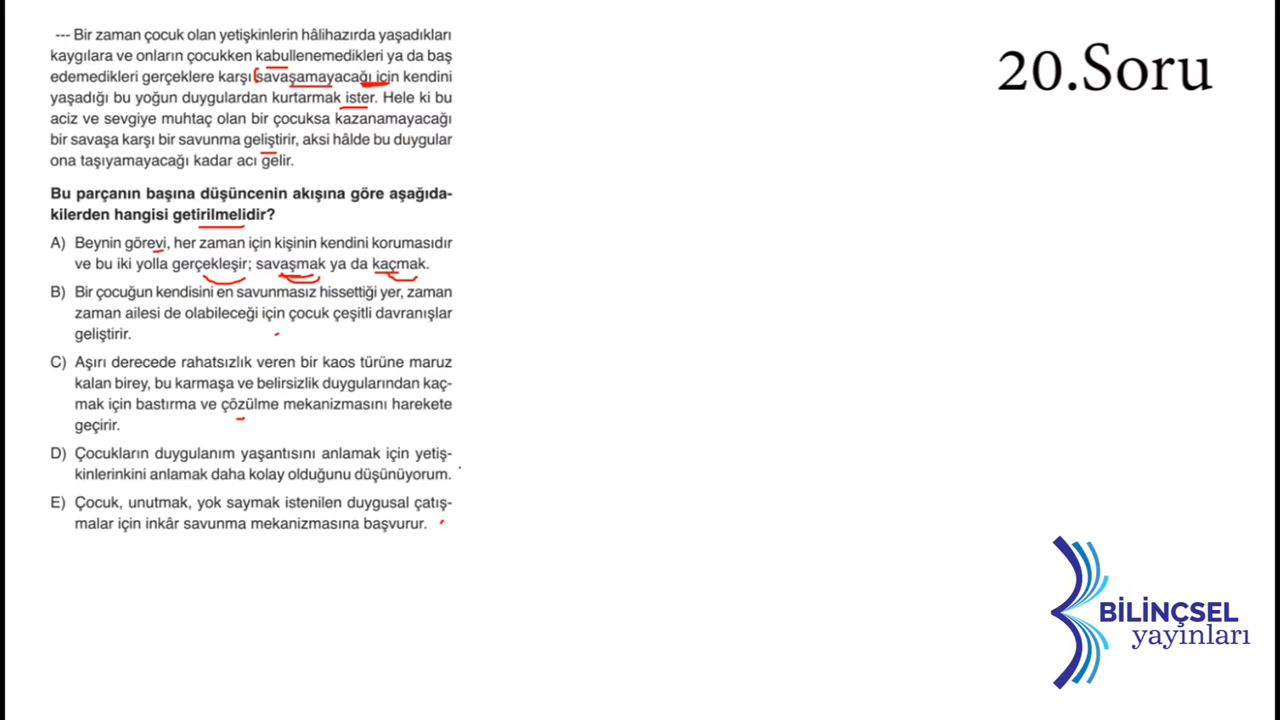 --- Bir zaman çocuk olan yetişkinlerin hâlihazırda yaşadıkları
kaygılara ve onların çocukken kabullenemedikleri ya da baş
edemedikleri gerçeklere karşı savaşamayacağı için kendini
yaşadığı bu yoğun duygulardan kurtarmak ister. Hele ki bu
aciz ve sevgiye muhtaç olan bir çocuksa kazanamayacağı
bir savaşa karşı bir savunma geliştirir, aksi hâlde bu duygular
ona taşıyamayacağı kadar acı gelir.
Bu parçanın başına düşüncenin akışına göre aşağıda-
kilerden hangisi getirilmelidir?
A) Beynin görevi, her zaman için kişinin kendini korumasıdır
ve bu iki yolla gerçekleşir; savaşmak ya da kaçmak.
B) Bir çocuğun kendisini en savunmasız hissettiği yer, zaman
zaman ailesi de olabileceği için çocuk çeşitli davranışlar
geliştirir.
C) Aşırı derecede rahatsızlık veren bir kaos türüne maruz
kalan birey, bu karmaşa ve belirsizlik duygularından kaç-
mak için bastırma ve çözülme mekanizmasını harekete
geçirir.
D) Çocukların duygulanım yaşantısını anlamak için yetiş-
kinlerinkini anlamak daha kolay olduğunu düşünüyorum.
E) Çocuk, unutmak, yok saymak istenilen duygusal çatış-
malar için inkâr savunma mekanizmasına başvurur.
20.Soru
BİLİNÇSEL
yayınları